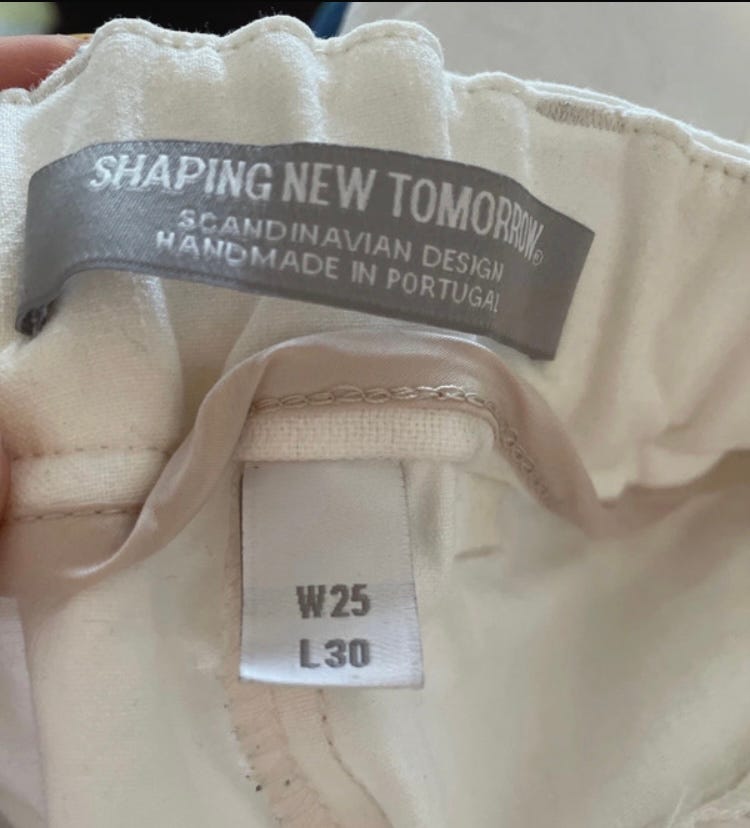 SHAPING NEW TOMORROW®
SCANDINAVIAN DESIGN
HANDMADE IN PORTUGAL
W25
L30